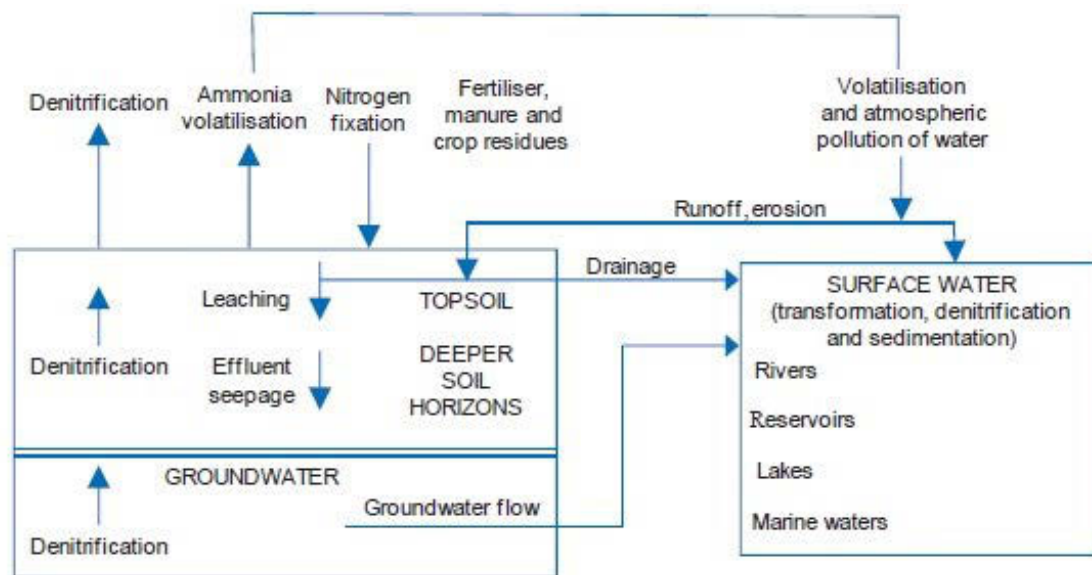 Denitrification
Ammonia
volatilisation
Nitrogen
fixation
Fertiliser,
manure and
crop residues
Volatilisation
and atmospheric
pollution of water
Runoff, erosion
Drainage
Leaching
TOPSOIL
Denitrification
Effluent
seepage
DEEPER
SOIL
HORIZONS
SURFACE WATER
(transformation, denitrification
and sedimentation)
Rivers
Reservoirs
Lakes
Marine waters
GROUNDWATER
Groundwater flow
Denitrification